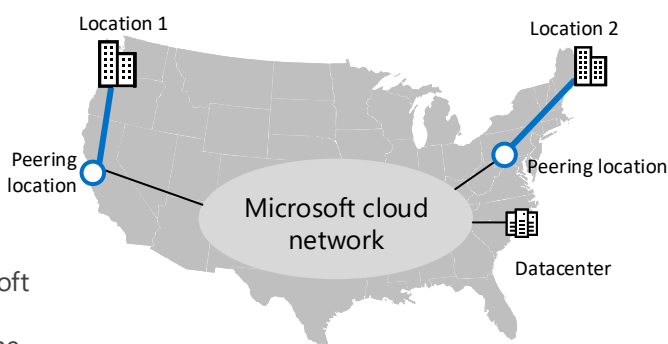 Location 1
Location 2
Peering
location
Peering location
Microsoft cloud
network
Datacenter
oft